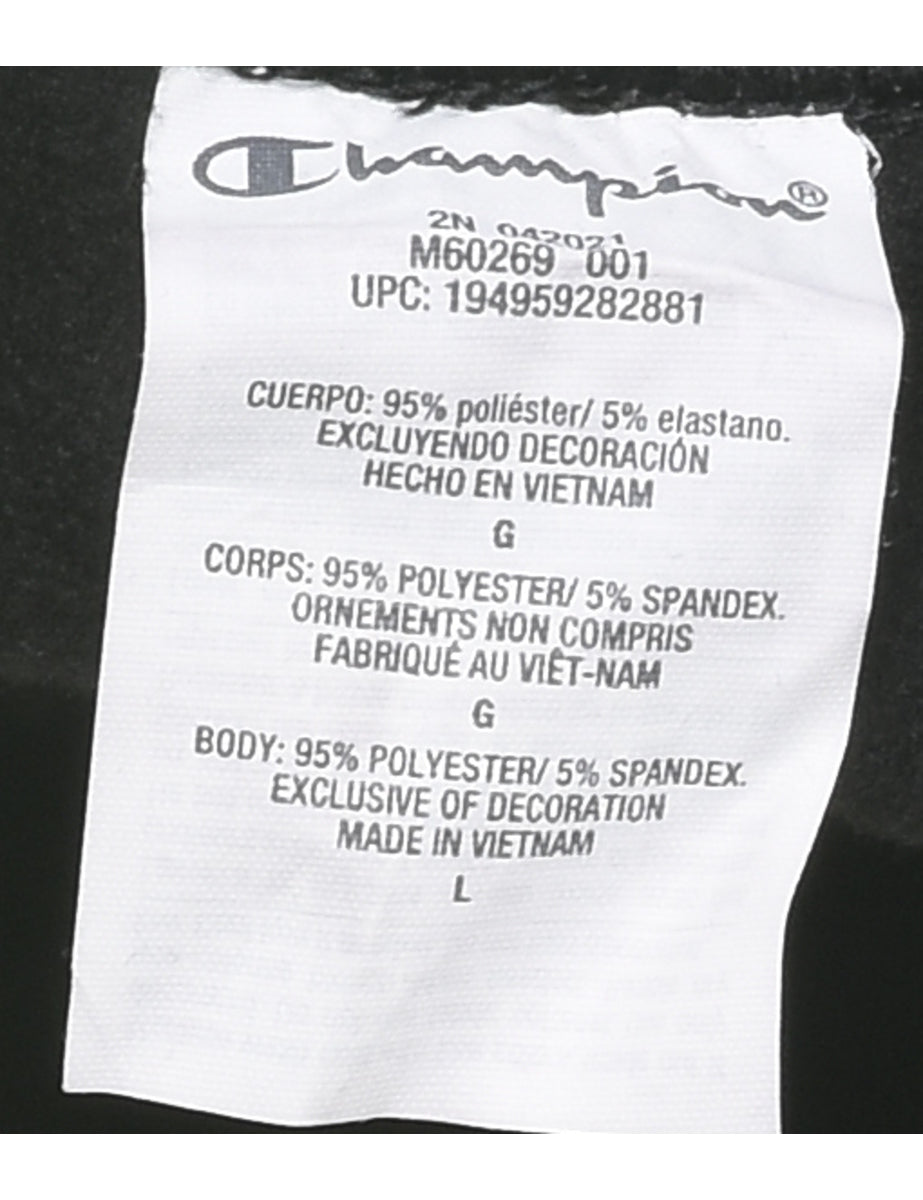 Champion®
2N 042021
M60269 001
UPC: 194959282881
CUERPO: 95% poliéster/ 5% elastano.
EXCLUYENDO DECORACIÓN
HECHO EN VIETNAM
G
CORPS: 95% POLYESTER/ 5% SPANDEX.
ORNEMENTS NON COMPRIS
FABRIQUÉ AU VIÊT-NAM
G
BODY: 95% POLYESTER/ 5% SPANDEX.
EXCLUSIVE OF DECORATION
MADE IN VIETNAM
L